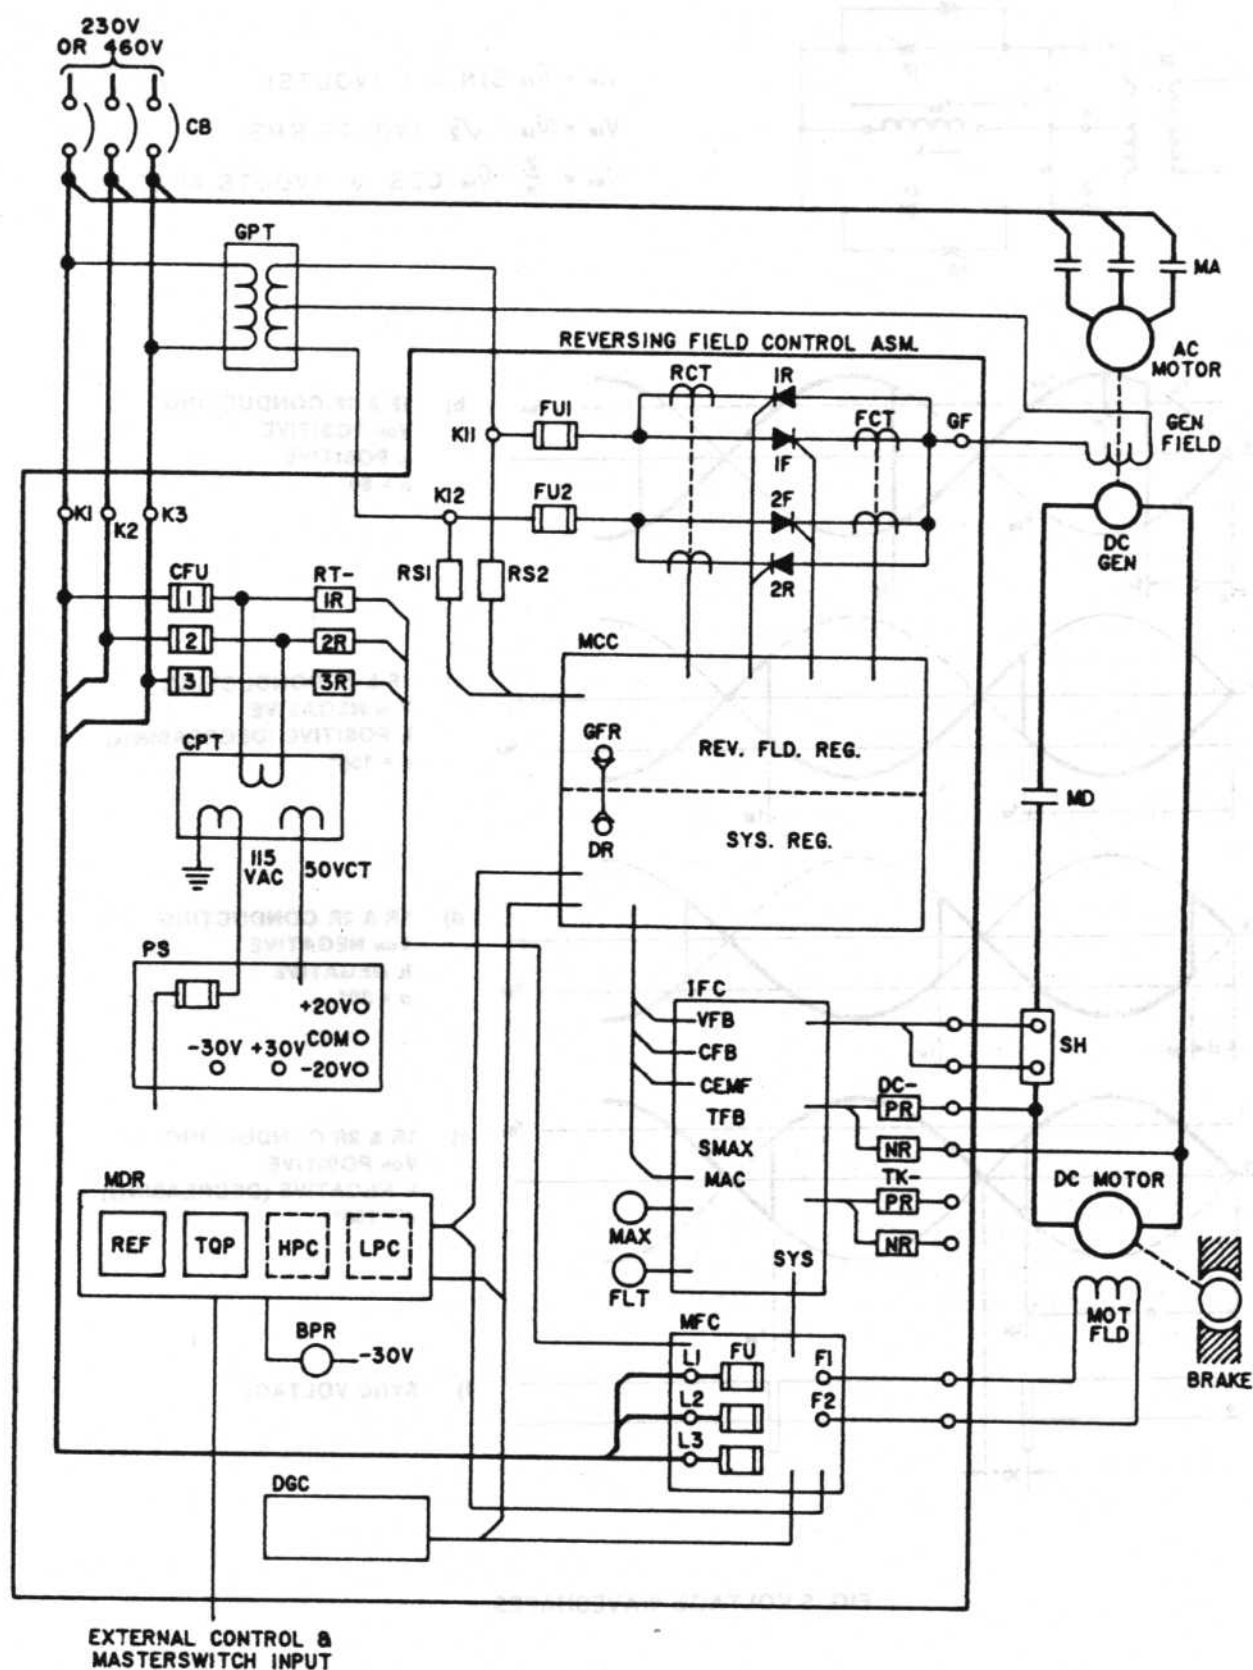 230V
OR 460V
CB
GPT
MA
REVERSING FIELD CONTROL ASM.
AC
MOTOR
RCT
1R
FU1
FCT
GF
GEN
FIELD
K11
1F
K12
FU2
2F
K1
K2
K3
DC
GEN
CFU
RT-
RS1
RS2
2R
1
1R
2
2R
MCC
3
3R
GFR
REV. FLD. REG.
CPT
MD
DR
SYS. REG.
115
VAC
50VCT
PS
+20V
IFC
VFB
COM
-30V
+30V
-20V
CFB
SH
CEMF
DC-
TFB
PR
SMAX
NR
MDR
MAC
TK-
DC MOTOR
PR
REF
TQP
HPC
LPC
MAX
NR
SYS
FLT
BPR
-30V
MFC
MOT
FLD
L1
FU
F1
BRAKE
L2
F2
L3
DGC
EXTERNAL CONTROL &
MASTERSWITCH INPUT